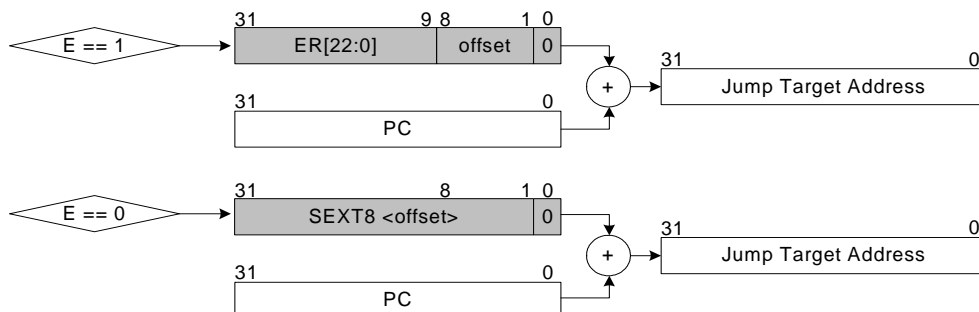 31 9 8 1 0
E == 1 ER[22:0] offset 0
31 0
+ Jump Target Address
31 0
PC
31 8 1 0
E == 0 SEXT8 <offset> 0
31 0
+ Jump Target Address
31 0
PC